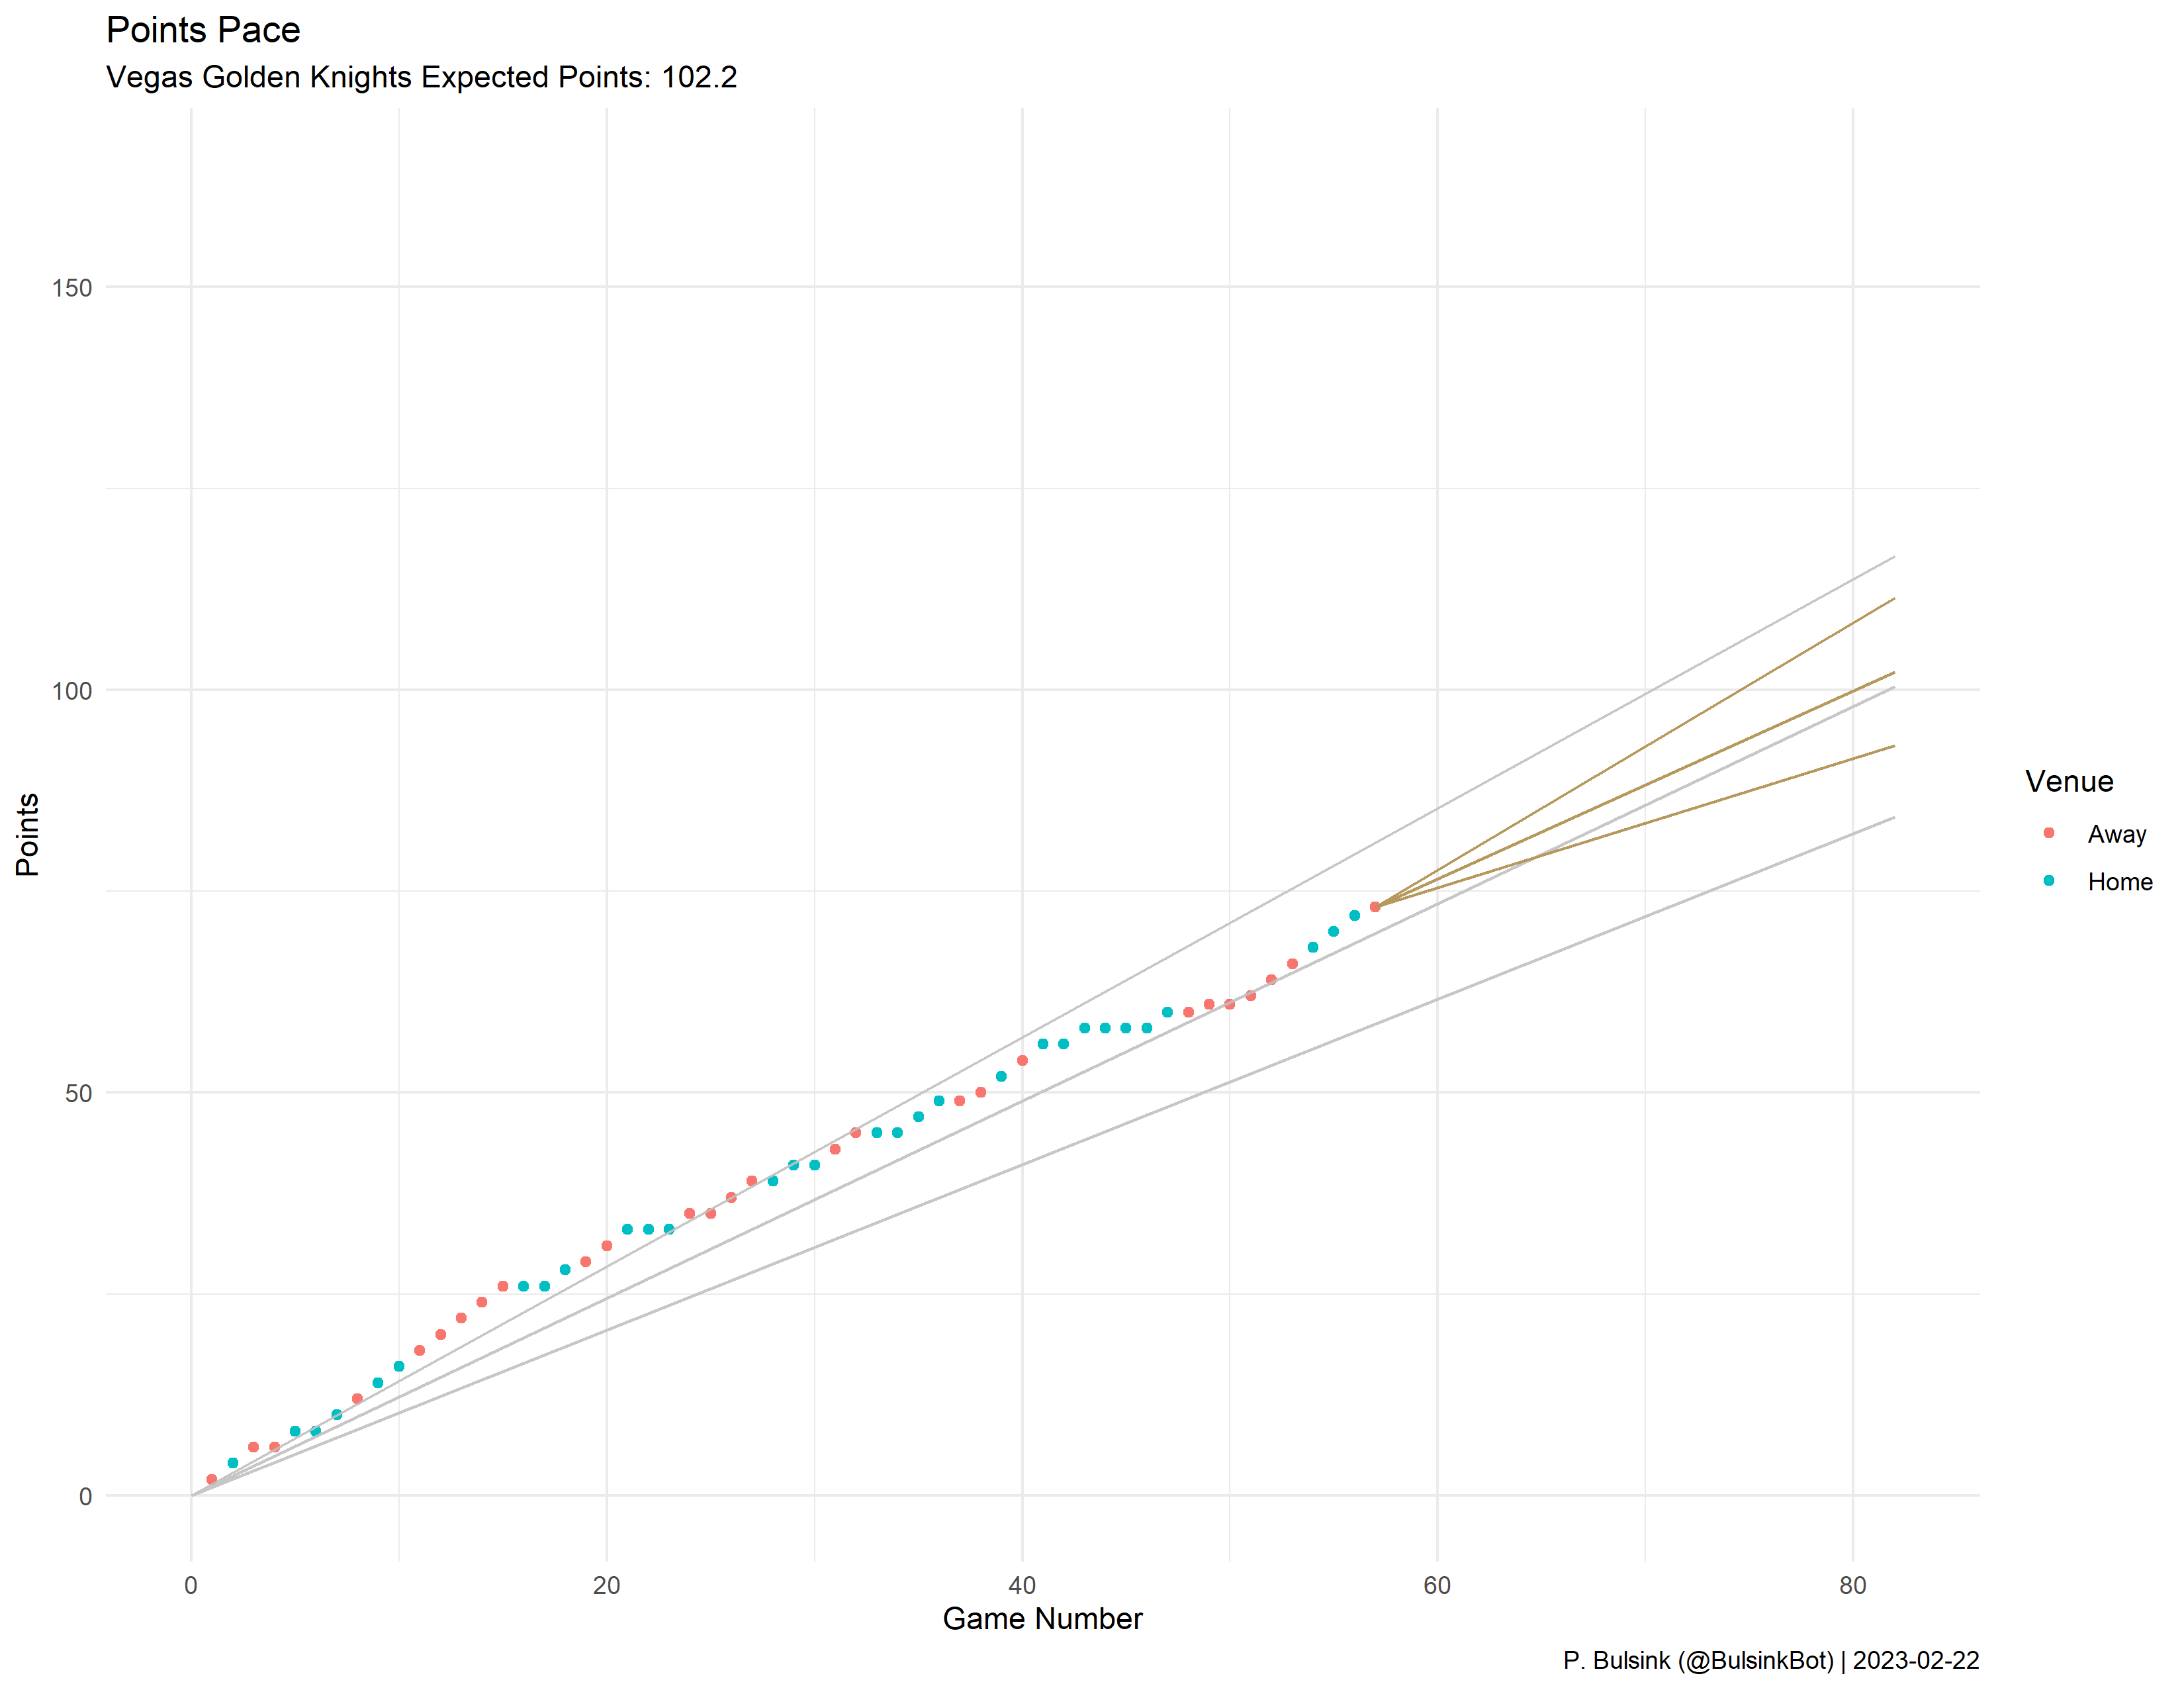 Points Pace
Vegas Golden Knights Expected Points: 102.2
150
100
50
0
Points
0 20 40 60 80
Game Number
Venue
Away
Home
P. Bulsink (@BulsinkBot) | 2023-02-22